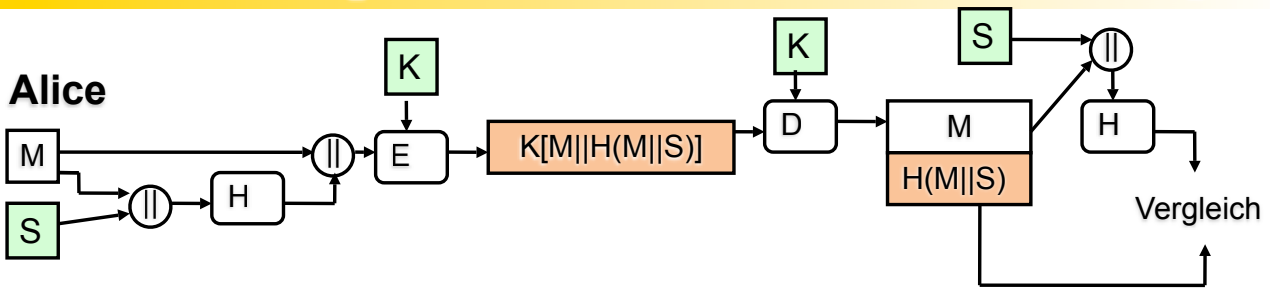 K
K
S
||
Alice
M
||
E
K[M||H(M||S)]
D
M
H
H
||
H(M||S)
S
Vergleich